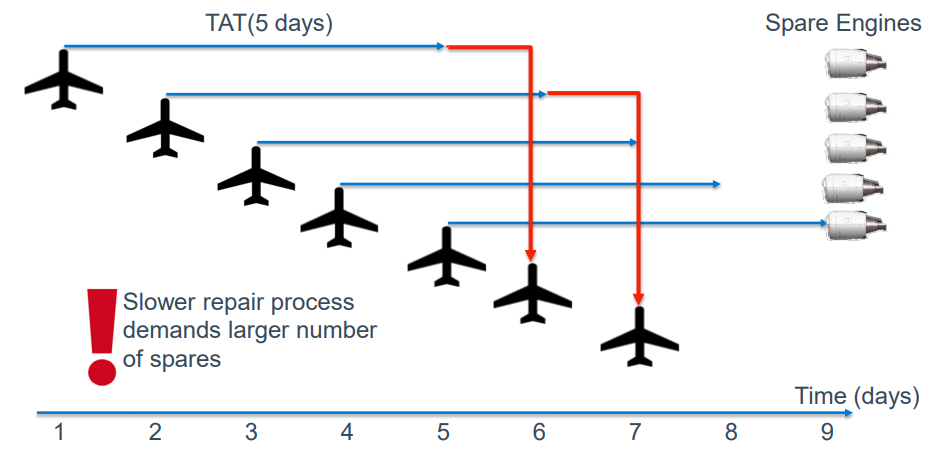 TAT(5 days)
Spare Engines
Slower repair process
demands larger number
of spares
Time (days)
1 2 3 4 5 6 7 8 9